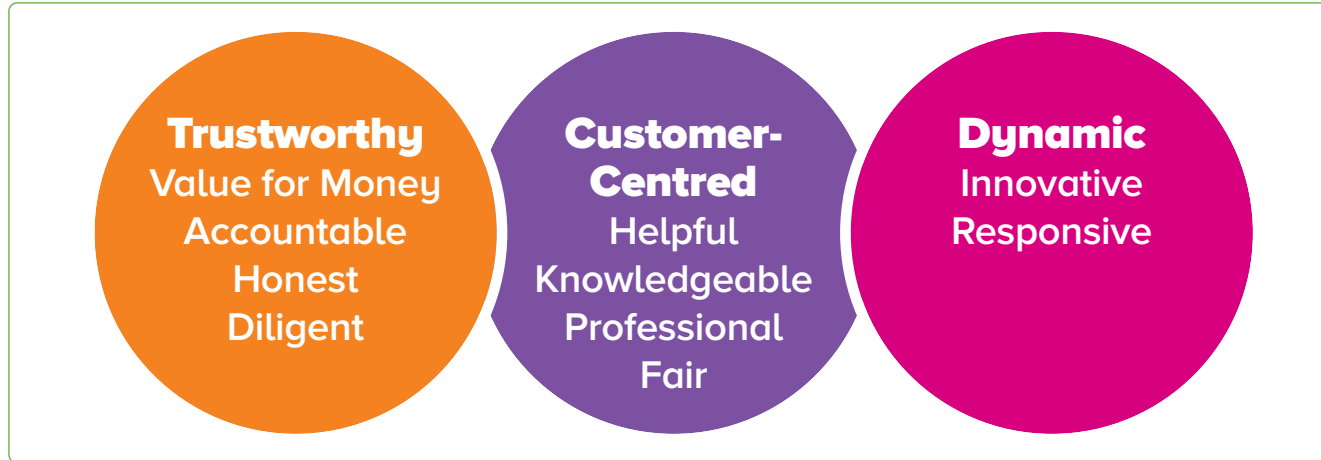 Trustworthy
Value for Money
Accountable
Honest
Diligent
Customer-
Centred
Helpful
Knowledgeable
Professional
Fair
Dynamic
Innovative
Responsive